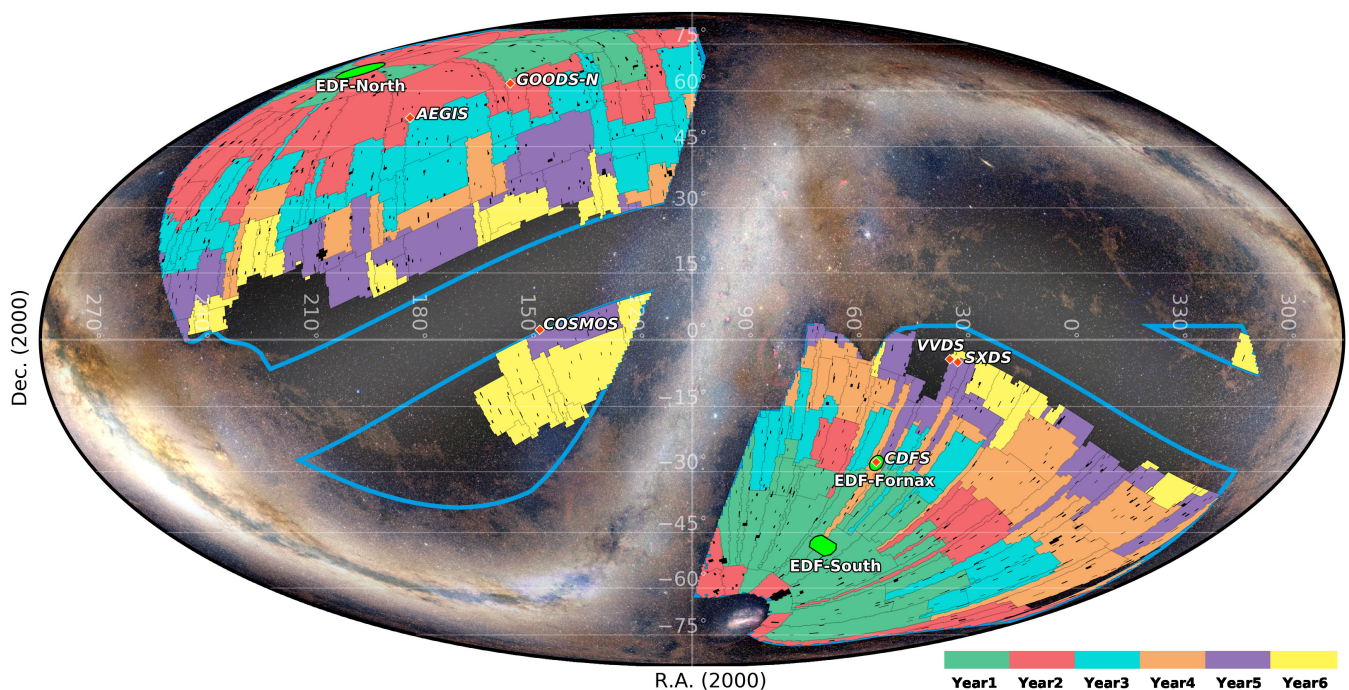 75°
60°
GOODS-N
EDF-North
AEGIS
45°
30°
15°
270
210
180
150
90
60
30
0
330
300
0°
COSMOS
VVDS
SXDS
−15°
−30°
CDFS
EDF-Fornax
−45°
EDF-South
−60°
−75°
Dec. (2000)
R.A. (2000)
Year1 Year2 Year3 Year4 Year5 Year6